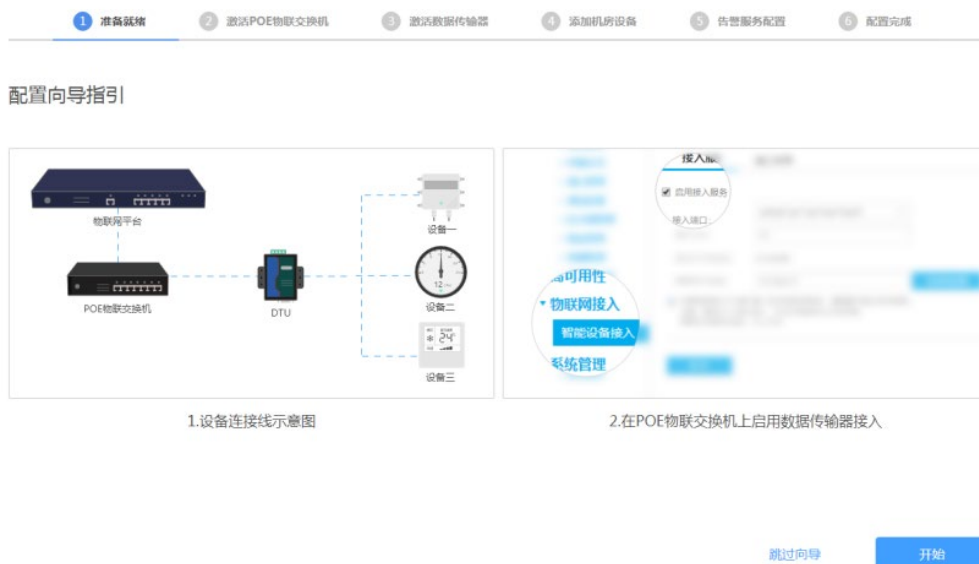 1 准备就绪
2 激活POE物联交换机
3 激活数据传输器
4 添加机房设备
5 告警服务配置
6 配置完成
配置向导指引
物联网平台
POE物联交换机
DTU
设备一
12
设备二
24
设备三
启用接入服务
接入端口:
高可用性
物联网接入
智能设备接入
系统管理
1.设备连接线示意图
2.在POE物联交换机上启用数据传输器接入
跳过向导
开始